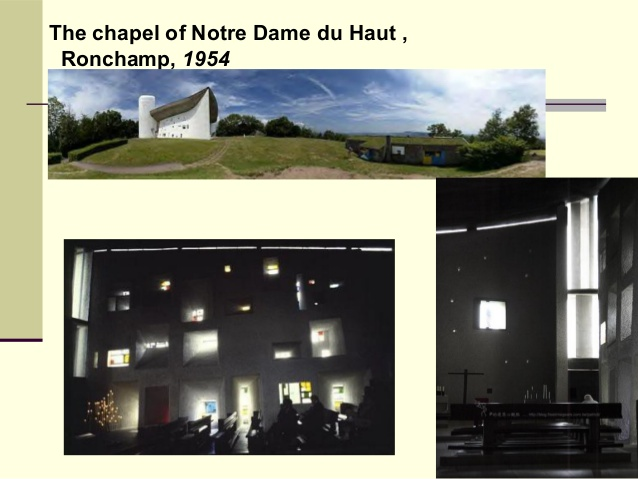 The chapel of Notre Dame du Haut ,
Ronchamp, 1954